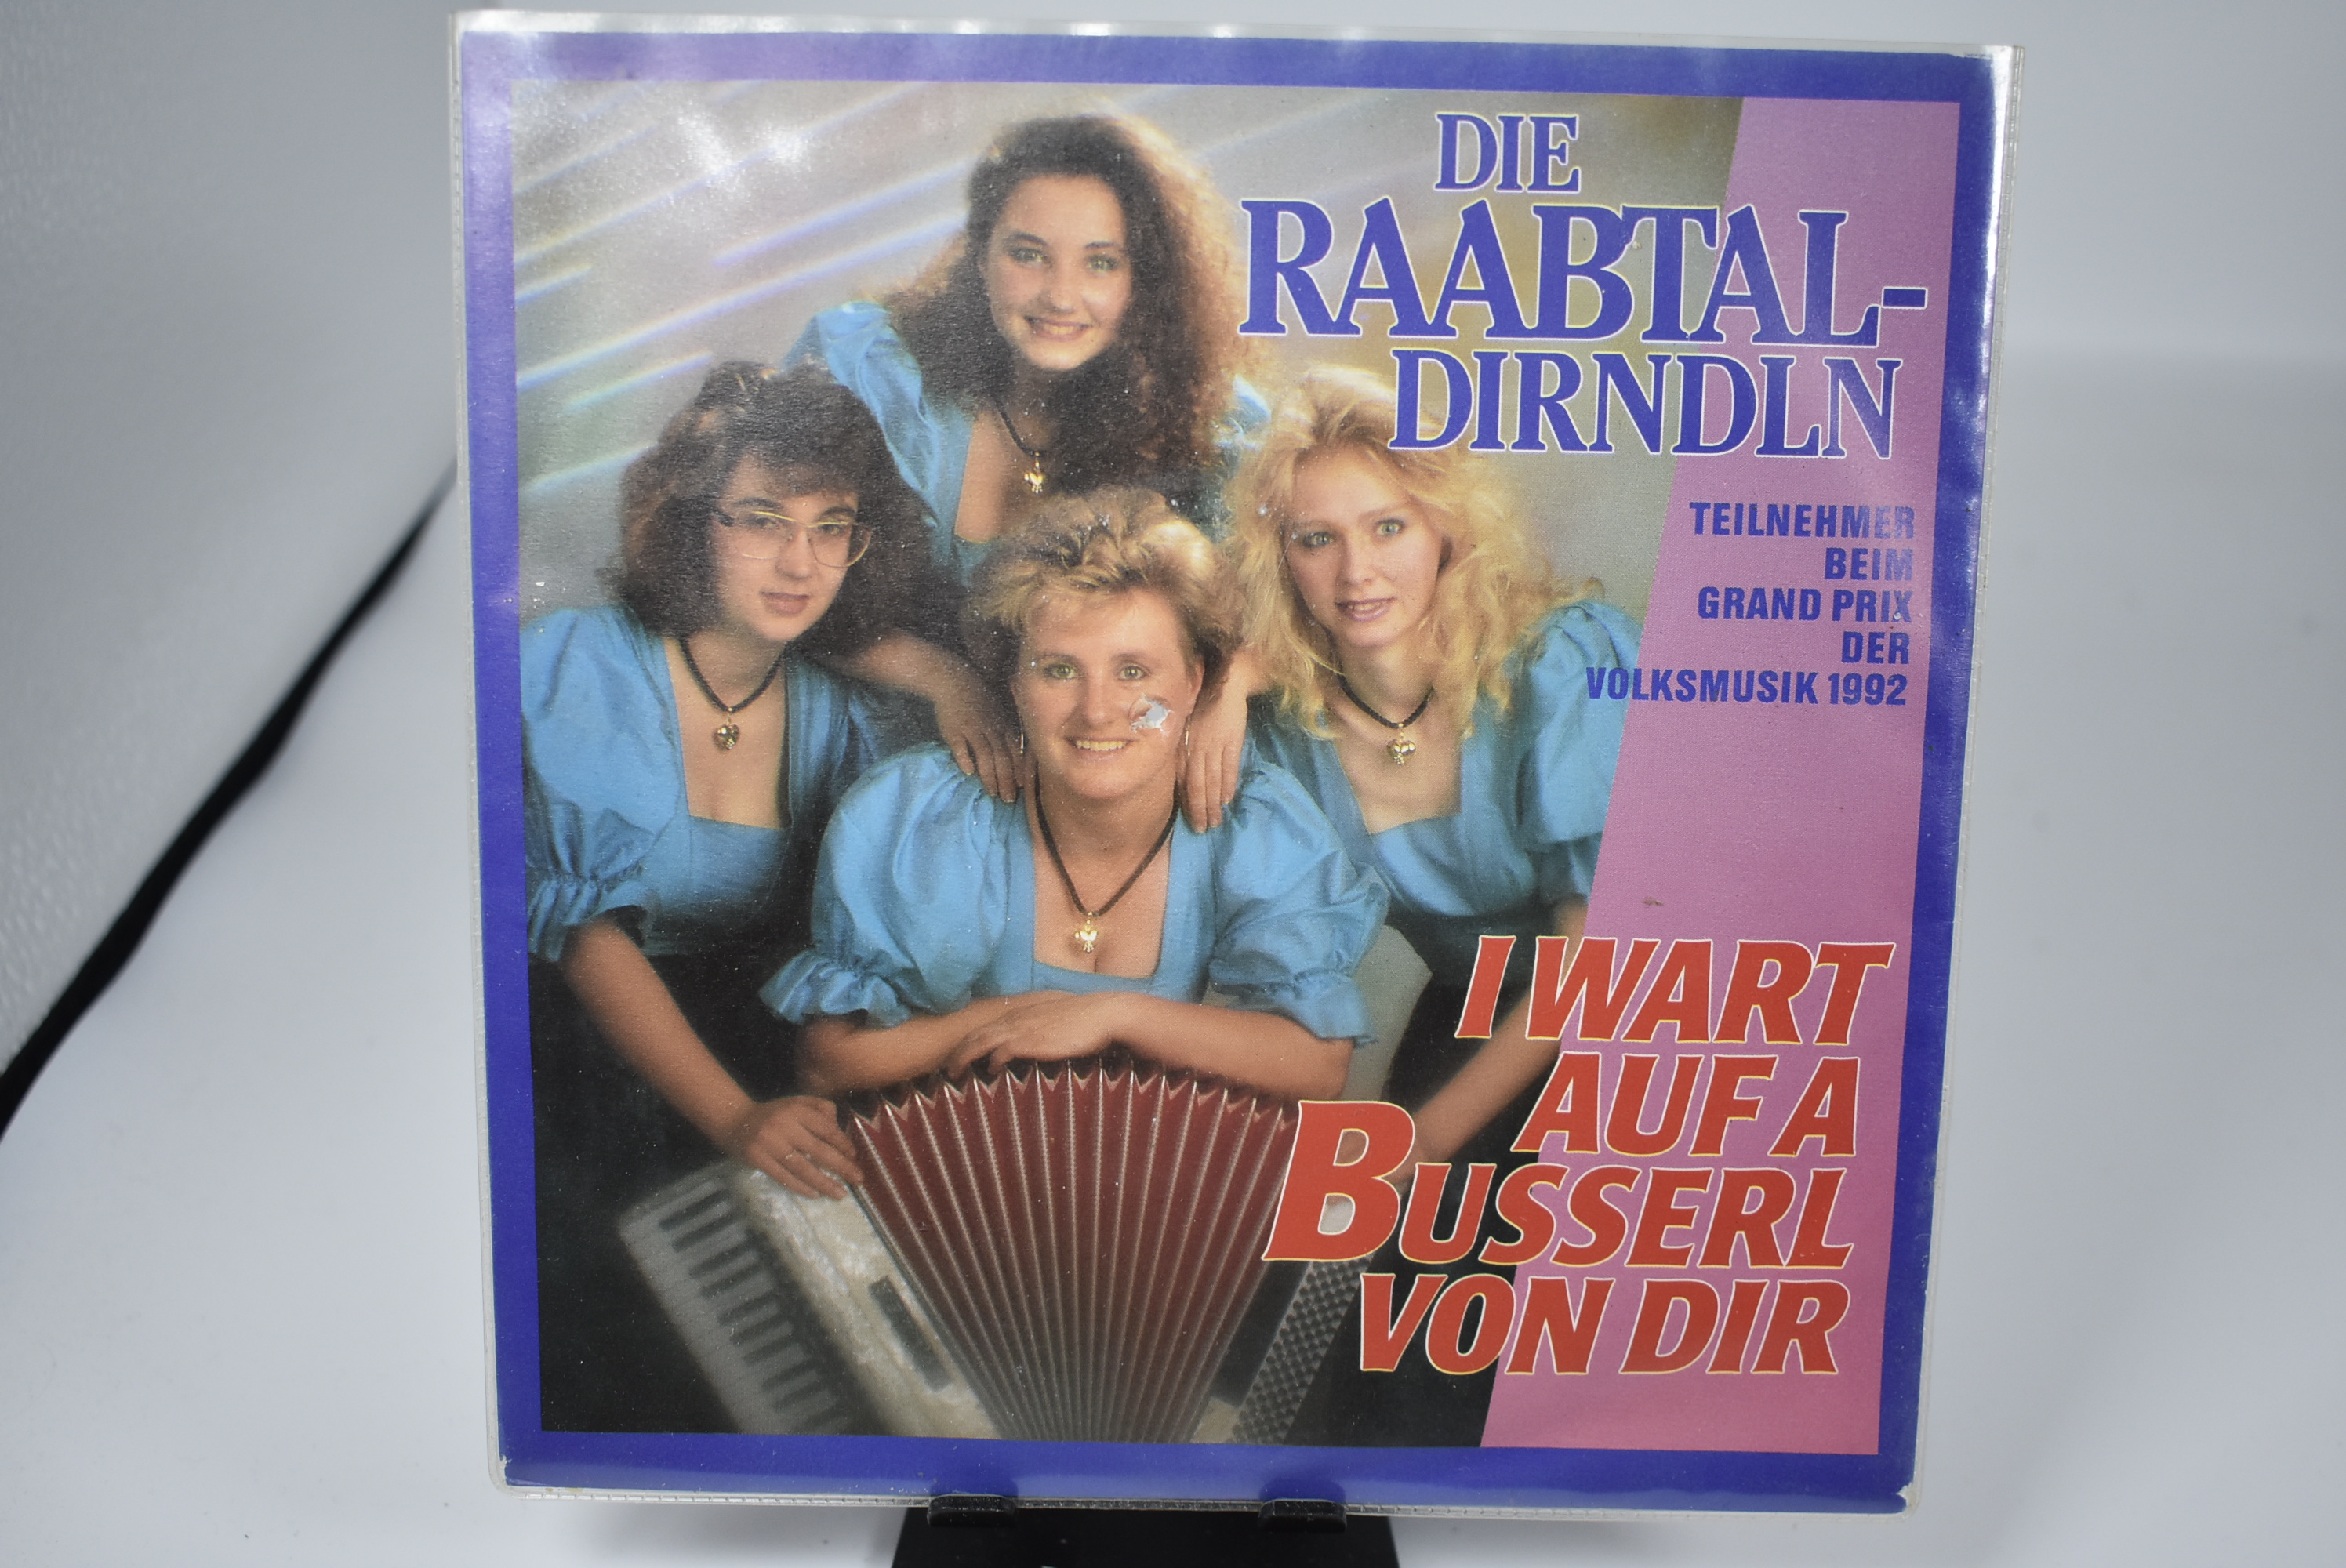 DIE
RAABTAL-
DIRNDLN
TEILNEHMER
BEIM
GRAND PRIX
DER
VOLKSMUSIK 1992
I WART
AUF A
BUSSERL
VON DIR